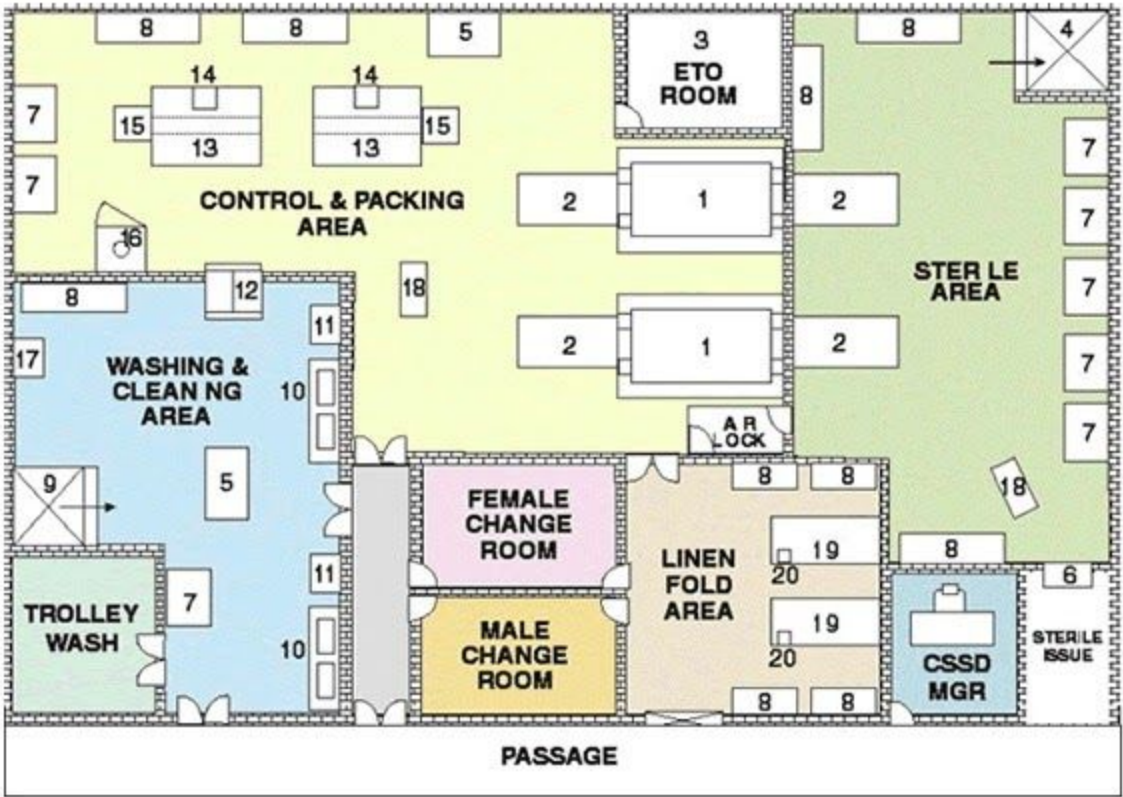 8
8
5
3
ETO
ROOM
8
4
8
14
14
7
15
13
13
15
7
7
7
CONTROL & PACKING
AREA
2
1
2
7
16
18
STER LE
AREA
7
8
12
11
17
WASHING &
CLEAN NG
AREA
10
2
1
2
7
A R
LOCK
7
9
5
FEMALE
CHANGE
ROOM
8
8
18
LINEN
FOLD
AREA
19
20
8
11
7
TROLLEY
WASH
10
MALE
CHANGE
ROOM
19
20
6
CSSD
MGR
STERILE
ISSUE
8
8
PASSAGE